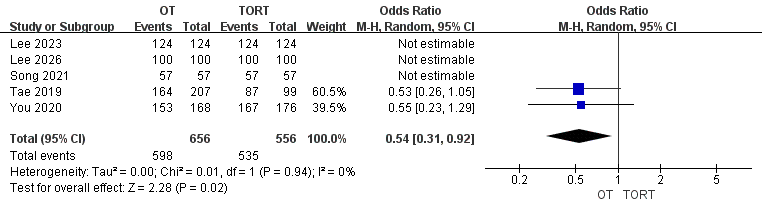 OT TORT Odds Ratio Odds Ratio
Study or Subgroup Events Total Events Total Weight M-H, Random, 95% CI M-H, Random, 95% CI
Lee 2023 124 124 124 124 Not estimable
Lee 2026 100 100 100 100 Not estimable
Song 2021 57 57 57 57 Not estimable
Tae 2019 164 207 87 99 60.5% 0.53 [0.26, 1.05]
You 2020 153 168 167 176 39.5% 0.55 [0.23, 1.29]
Total (95% CI) 656 556 100.0% 0.54 [0.31, 0.92]
Total events 598 535
Heterogeneity: Tau² = 0.00; Chi² = 0.01, df = 1 (P = 0.94); I² = 0%
Test for overall effect: Z = 2.28 (P = 0.02)
0.2 0.5 1 2 5
OT TORT